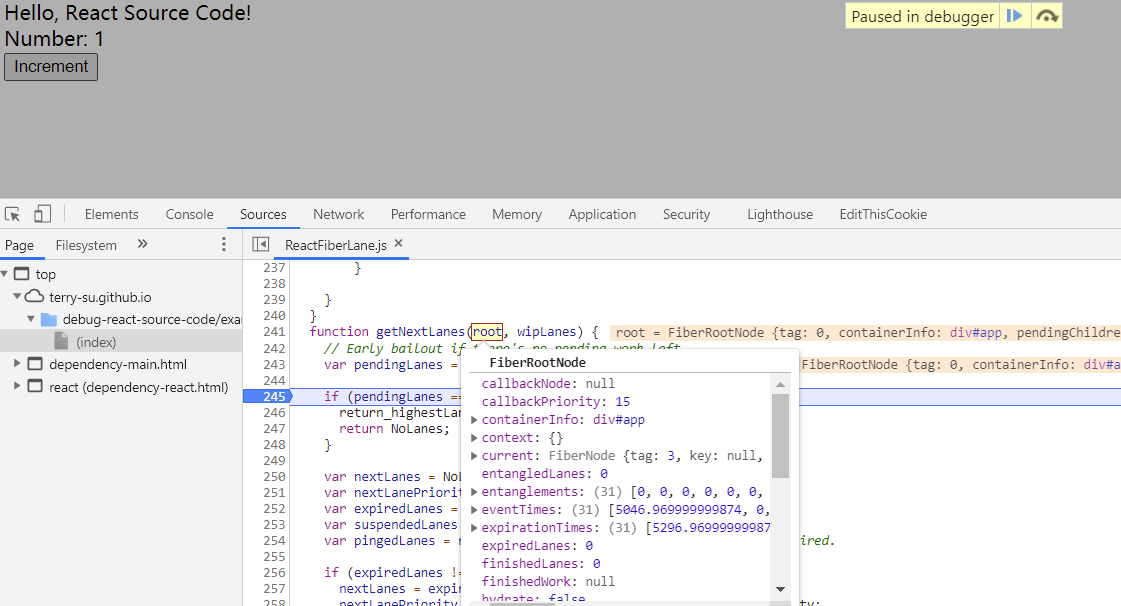 Hello, React Source Code!
Paused in debugger
Number: 1
Increment
Elements Console Sources Network Performance Memory Application Security Lighthouse EditThisCookie
Page Filesystem » ReactFiberLane.js ×
top
terry-su.github.io
debug-react-source-code/exa
(index)
dependency-main.html
react (dependency-react.html)
237 }
238
239 }
240 }
241 function getNextLanes(root, wipLanes) { root = FiberRootNode {tag: 0, containerInfo: div#app, pendingChildre
242 // Early bailout if there's no pending work left
243 var pendingLanes = FiberRootNode {tag: 0, containerInfo: div#a
244
245 if (pendingLanes ==
246 return_highestLan
247 return NoLanes;
248 }
249
250 var nextLanes = NoL
251 var nextLanePriorit
252 var expiredLanes =
253 var suspendedLanes
254 var pingedLanes = r ired.
255
256 if (expiredLanes !=
257 nextLanes = expir
258 nextLanePriority ty;
FiberRootNode
callbackNode: null
callbackPriority: 15
containerInfo: div#app
context: {}
current: FiberNode {tag: 3, key: null,
entangledLanes: 0
entanglements: (31) [0, 0, 0, 0, 0, 0,
eventTimes: (31) [5046.969999999874, 0,
expirationTimes: (31) [5296.96999999987
expiredLanes: 0
finishedLanes: 0
finishedWork: null
hydrate: false